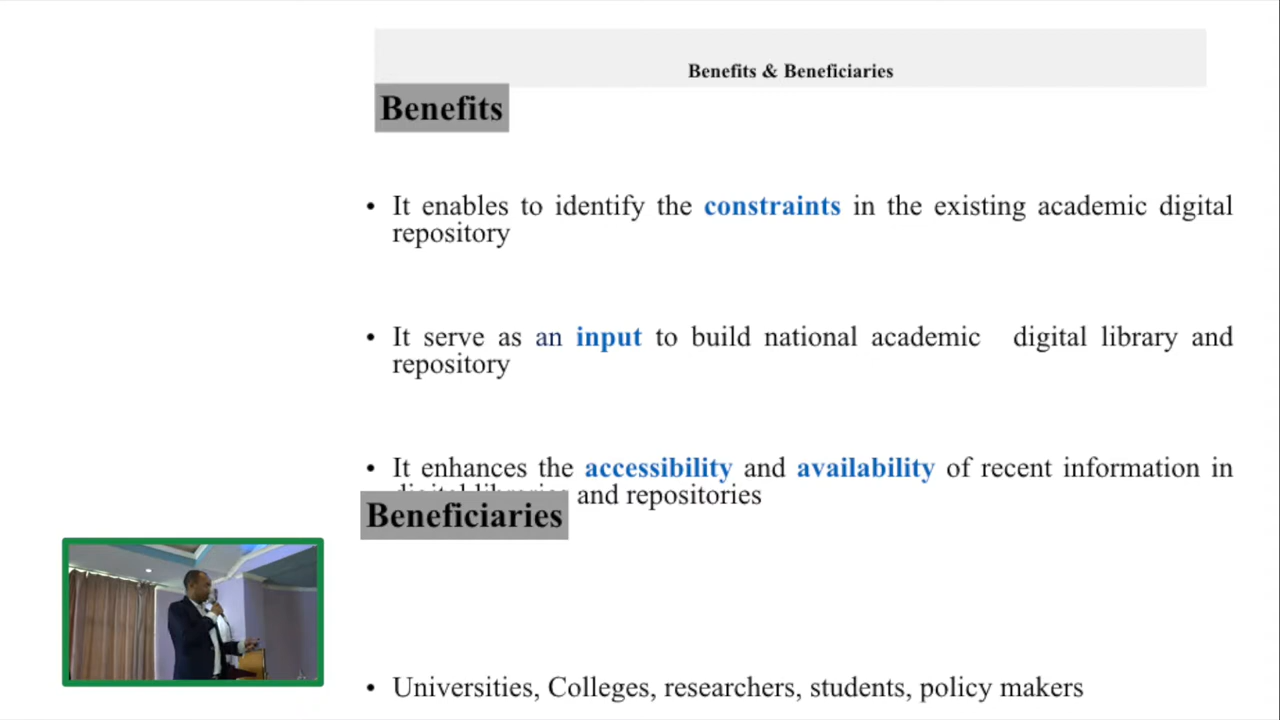 Benefits & Beneficiaries
Benefits
• It enables to identify the constraints in the existing academic digital
repository
• It serve as an input to build national academic digital library and
repository
• It enhances the accessibility and availability of recent information in
and repositories
Beneficiaries
• Universities, Colleges, researchers, students, policy makers